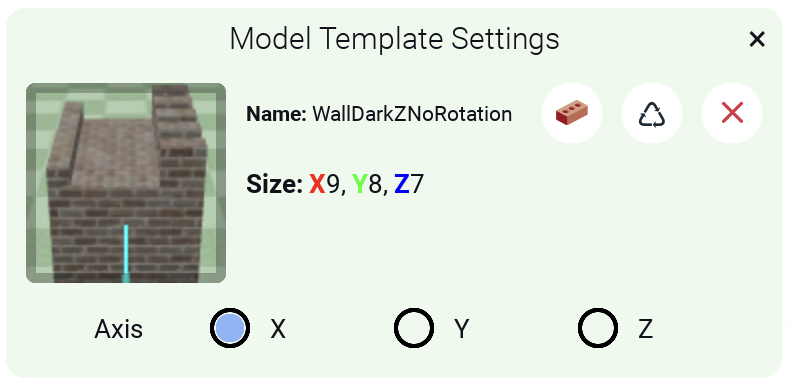 Model Template Settings ×
Name: WallDarkZNoRotation
Size: X9, Y8, Z7
Axis X Y Z